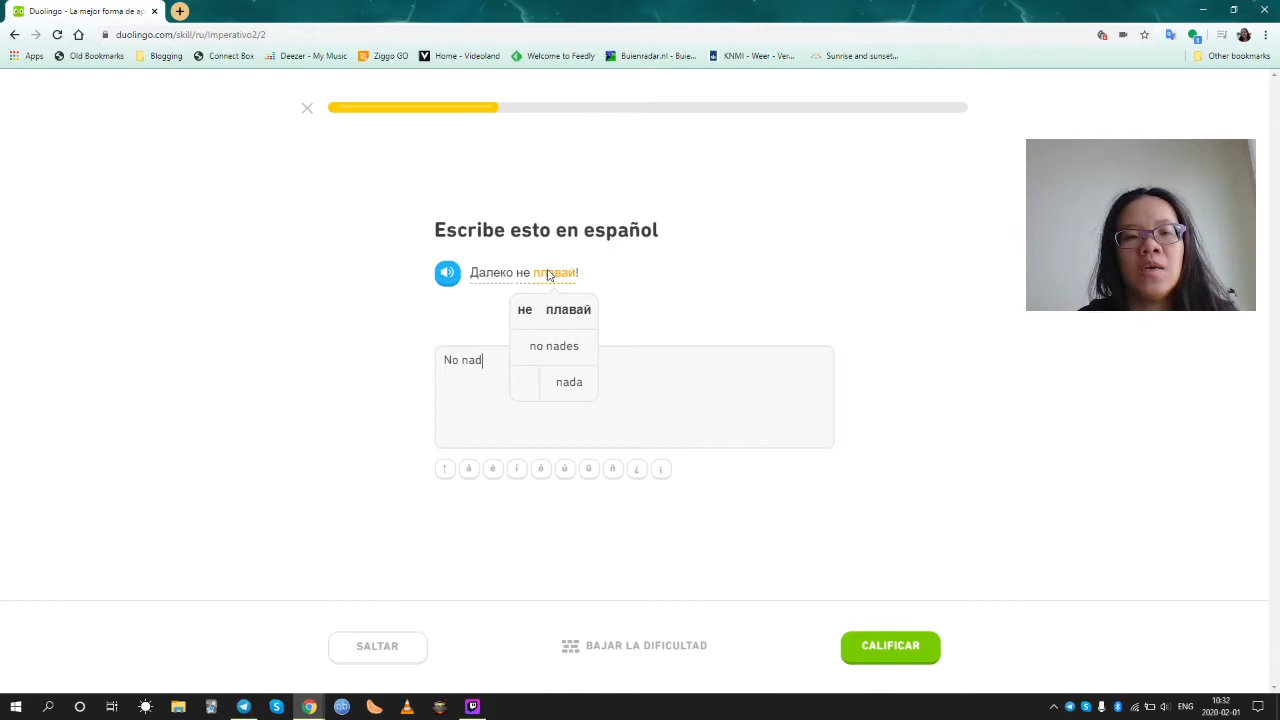 Duolingo - La mejor forma de ap
duolingo.com/skill/ru/Imperativo2/2
Apps Old Bookmarks Blogging Connect Box Deezer - My Music Ziggo GO Home - Videoland Welcome to Feedly Buienradar.nl - Buie... KNMI - Weer - Ver... Sunrise and sunset... Other bookmarks
Escribe esto en español
Далеко не плавай!
не плавай
no nades
nada
No nad
↑ á é í ó ú ü ñ ¿ ¡
SALTAR
BAJAR LA DIFICULTAD
CALIFICAR
qb
ENG
10:32
2020-02-01